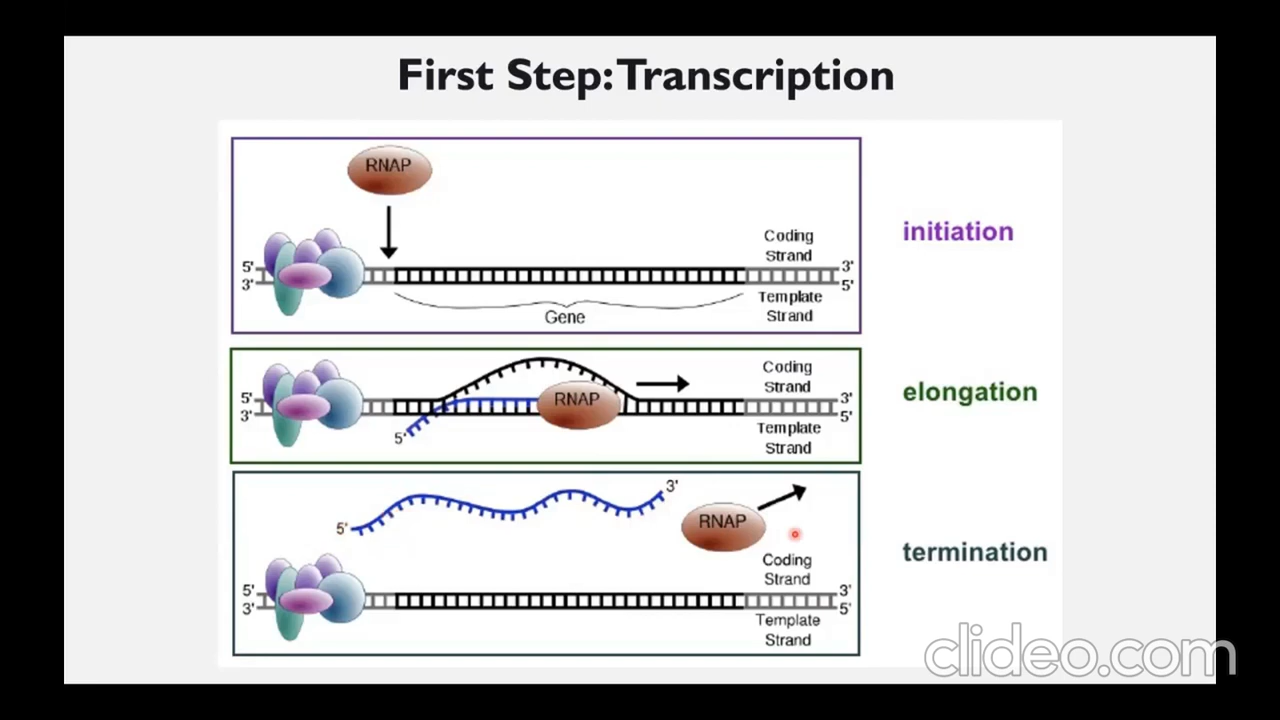 First Step: Transcription
RNAP
initiation
Coding
Strand
5'
3'
3'
5'
Template
Strand
Gene
Coding
Strand
elongation
5'
3'
RNAP
3'
5'
5'
Template
Strand
3'
5'
RNAP
termination
Coding
Strand
5'
3'
3'
5'
Template
Strand
clideo.com